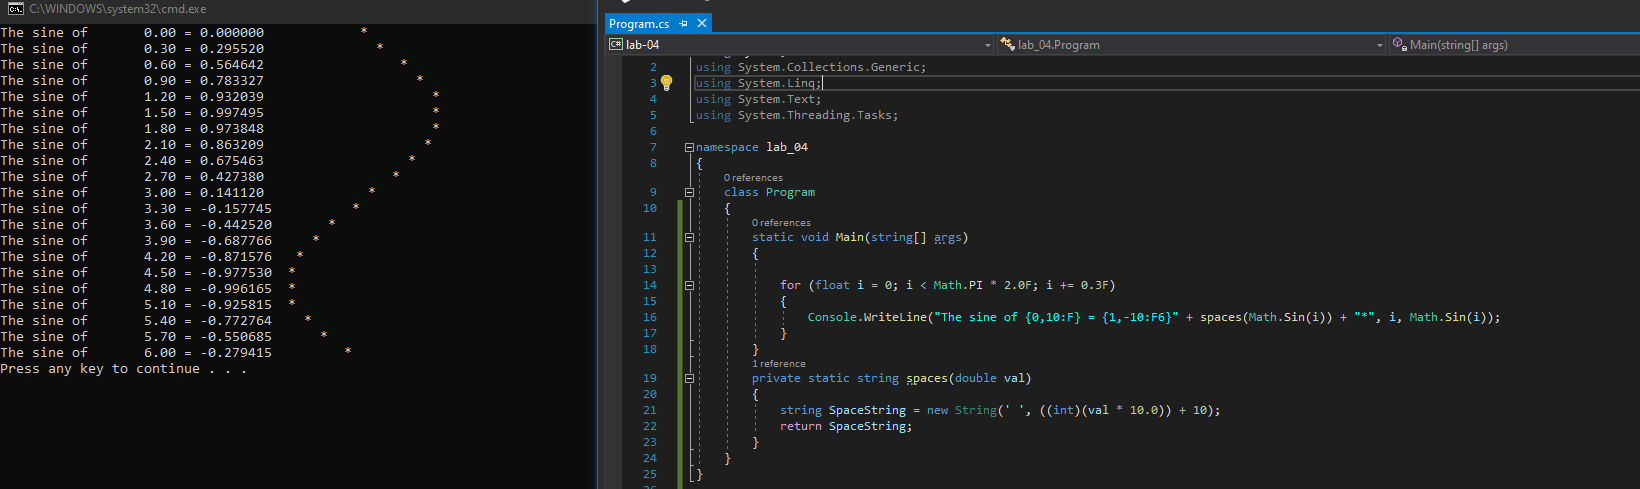 C:\WINDOWS\system32\cmd.exe
The sine of       0.00 = 0.000000            *
The sine of       0.30 = 0.295520              *
The sine of       0.60 = 0.564642                 *
The sine of       0.90 = 0.783327                   *
The sine of       1.20 = 0.932039                     *
The sine of       1.50 = 0.997495                     *
The sine of       1.80 = 0.973848                     *
The sine of       2.10 = 0.863209                    *
The sine of       2.40 = 0.675463                  *
The sine of       2.70 = 0.427380                *
The sine of       3.00 = 0.141120             *
The sine of       3.30 = -0.157745          *
The sine of       3.60 = -0.442520       *
The sine of       3.90 = -0.687766     *
The sine of       4.20 = -0.871576   *
The sine of       4.50 = -0.977530  *
The sine of       4.80 = -0.996165  *
The sine of       5.10 = -0.925815  *
The sine of       5.40 = -0.772764    *
The sine of       5.70 = -0.550685      *
The sine of       6.00 = -0.279415         *
Press any key to continue . . .
Program.cs
C# lab-04
lab_04.Program
Main(string[] args)
2 using System.Collections.Generic;
3 using System.Linq;
4 using System.Text;
5 using System.Threading.Tasks;
6
7 namespace lab_04
8 {
0 references
9 class Program
10 {
0 references
11 static void Main(string[] args)
12 {
13
14 for (float i = 0; i < Math.PI * 2.0F; i += 0.3F)
15 {
16 Console.WriteLine("The sine of {0,10:F} = {1,-10:F6}" + spaces(Math.Sin(i)) + "*", i, Math.Sin(i));
17 }
18 }
1 reference
19 private static string spaces(double val)
20 {
21 string SpaceString = new String(' ', ((int)(val * 10.0)) + 10);
22 return SpaceString;
23 }
24 }
25 }